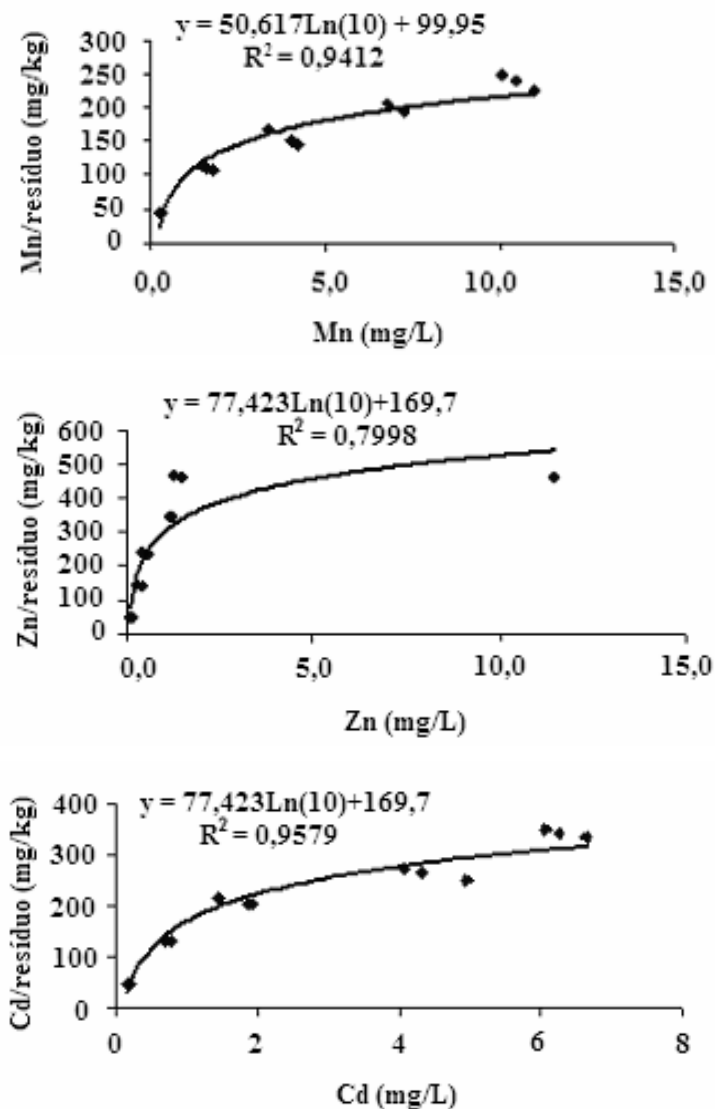 y = 50,617Ln(10) + 99,95
R² = 0,9412
Mn/resíduo (mg/kg)
300
250
200
150
100
50
0
0,0 5,0 10,0 15,0
Mn (mg/L)
y = 77,423Ln(10)+169,7
R² = 0,7998
Zn/resíduo (mg/kg)
600
500
400
300
200
100
0
0,0 5,0 10,0 15,0
Zn (mg/L)
y = 77,423Ln(10)+169,7
R² = 0,9579
Cd/resíduo (mg/kg)
400
300
200
100
0
0 2 4 6 8
Cd (mg/L)